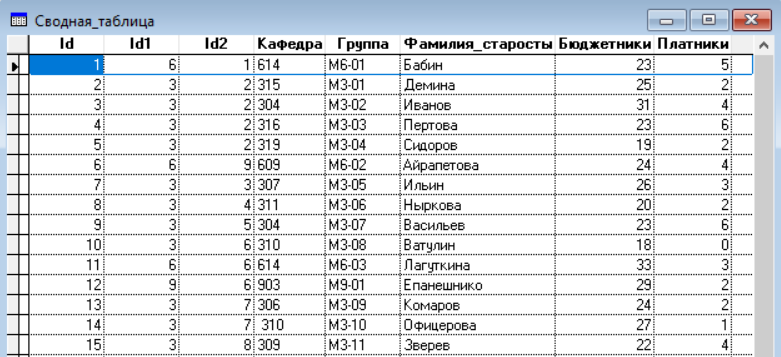 Сводная_таблица
Id Id1 Id2 Кафедра Группа Фамилия_старосты Бюджетники Платники
1 6 1 614 М6-01 Бабин 23 5
2 3 2 315 М3-01 Демина 25 2
3 3 2 304 М3-02 Иванов 31 4
4 3 2 316 М3-03 Пертова 23 6
5 3 2 319 М3-04 Сидоров 19 2
6 6 9 609 М6-02 Айрапетова 24 4
7 3 3 307 М3-05 Ильин 26 3
8 3 4 311 М3-06 Ныркова 20 2
9 3 5 304 М3-07 Васильев 23 6
10 3 6 310 М3-08 Ватулин 18 0
11 6 6 614 М6-03 Лагуткина 33 3
12 9 6 903 М9-01 Епанешнико 29 2
13 3 7 306 М3-09 Комаров 24 2
14 3 7 310 М3-10 Офицерова 27 1
15 3 8 309 М3-11 Зверев 22 4